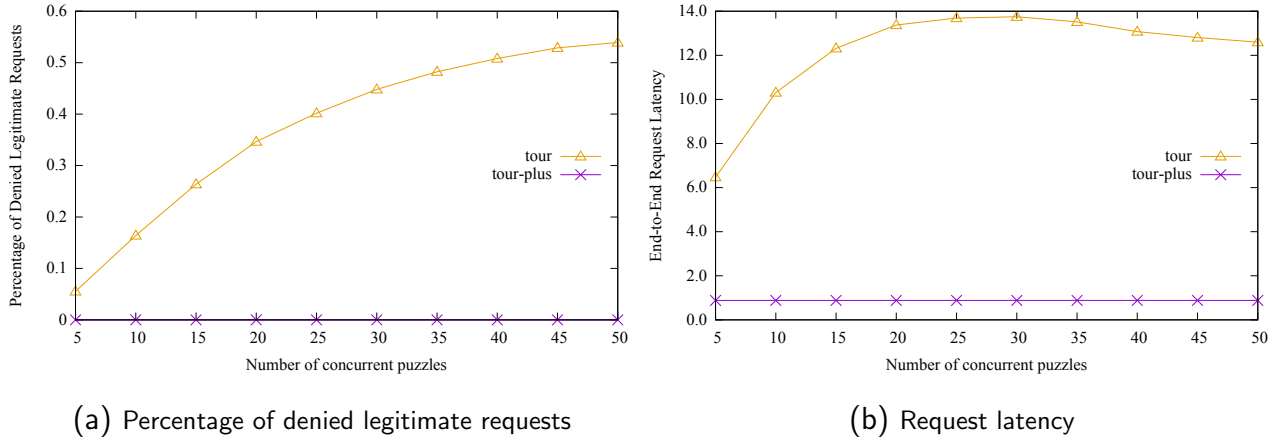 Percentage of Denied Legitimate Requests
0.6
0.5
0.4
0.3
0.2
0.1
0
tour
tour-plus
5 10 15 20 25 30 35 40 45 50
Number of concurrent puzzles
(a) Percentage of denied legitimate requests
End-to-End Request Latency
14.0
12.0
10.0
8.0
6.0
4.0
2.0
0.0
tour
tour-plus
5 10 15 20 25 30 35 40 45 50
Number of concurrent puzzles
(b) Request latency